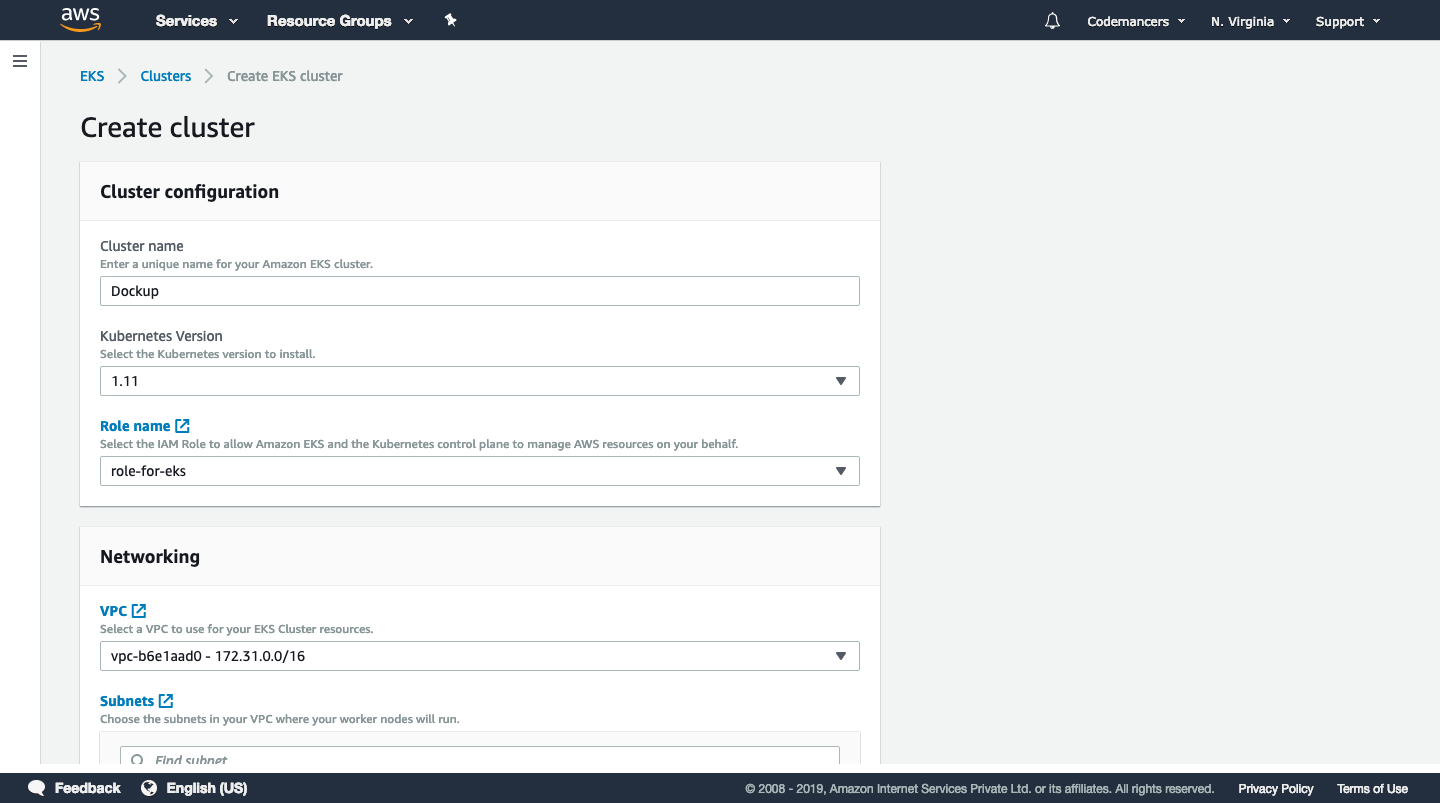 aws Services Resource Groups Codemancers N. Virginia Support
EKS Clusters Create EKS cluster
Create cluster
Cluster configuration
Cluster name
Enter a unique name for your Amazon EKS cluster.
Dockup
Kubernetes Version
Select the Kubernetes version to install.
1.11
Role name
Select the IAM Role to allow Amazon EKS and the Kubernetes control plane to manage AWS resources on your behalf.
role-for-eks
Networking
VPC
Select a VPC to use for your EKS Cluster resources.
vpc-b6e1aad0 - 172.31.0.0/16
Subnets
Choose the subnets in your VPC where your worker nodes will run.
Find subnet
Feedback English (US) © 2008 - 2019, Amazon Internet Services Private Ltd. or its affiliates. All rights reserved. Privacy Policy Terms of Use